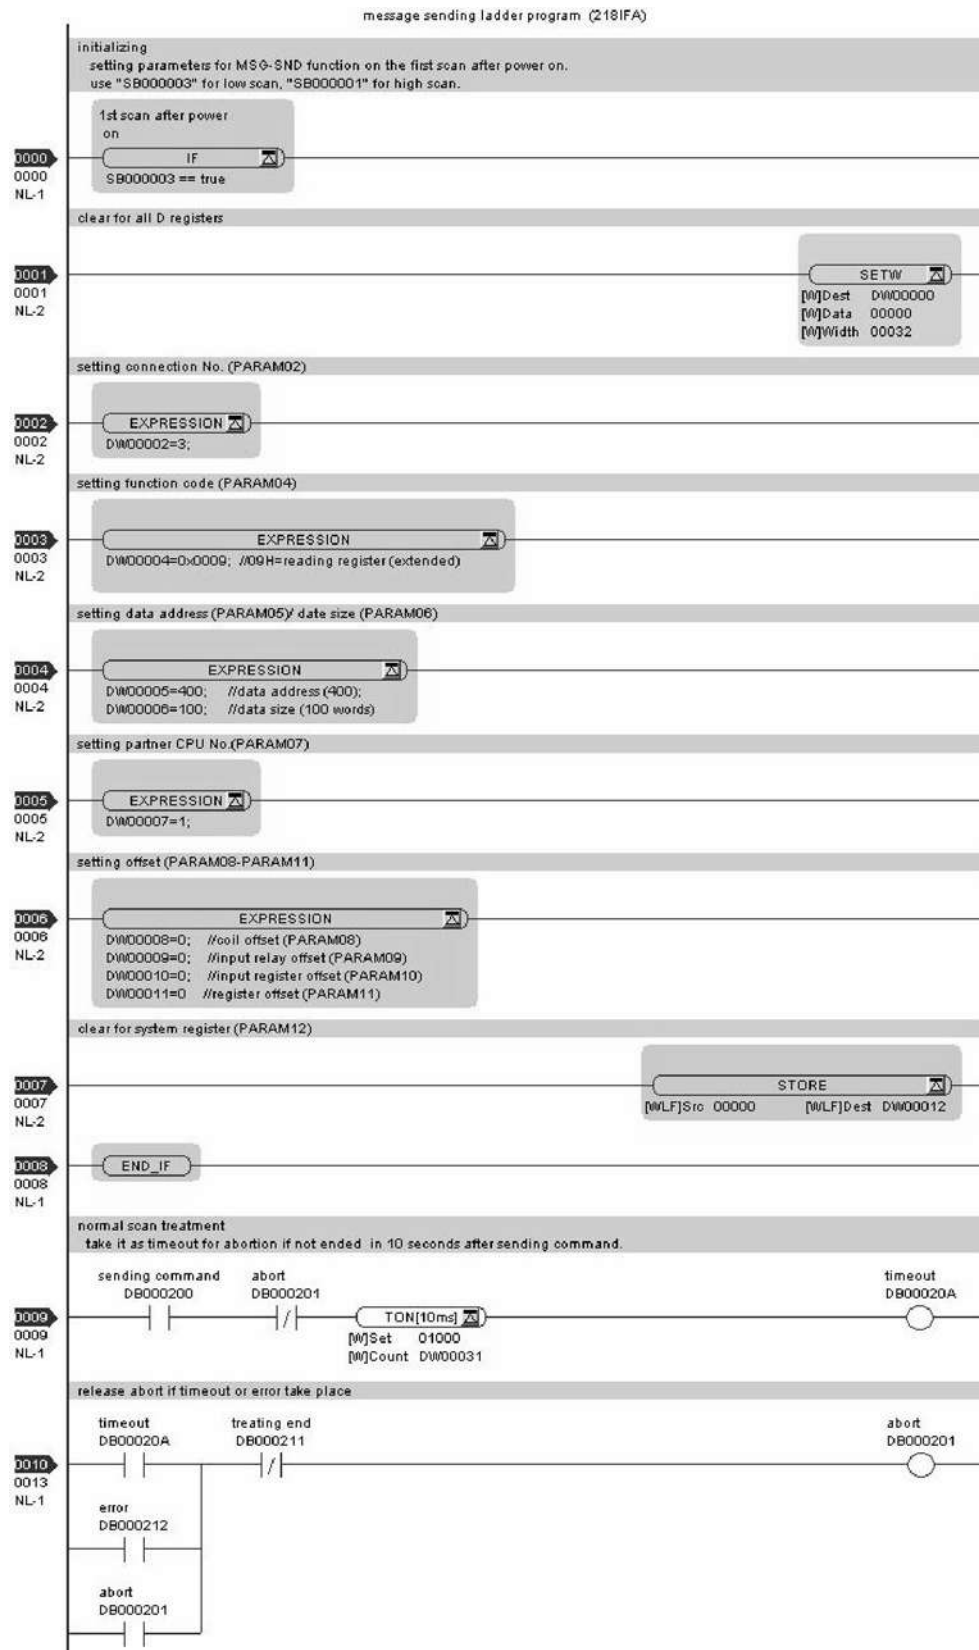 message sending ladder program (218IFA)
initializing
setting parameters for MSG-SND function on the first scan after power on.
use "SB000003" for low scan, "SB000001" for high scan.
1st scan after power
on
0000
IF
0000
SB000003 == true
NL-1
clear for all D registers
0001
SETW
0001
[W]Dest DW00000
NL-2
[W]Data 00000
[W]Width 00032
setting connection No. (PARAM02)
0002
EXPRESSION
0002
DW00002=3;
NL-2
setting function code (PARAM04)
0003
EXPRESSION
0003
DW00004=0x0009; //09H=reading register (extended)
NL-2
setting data address (PARAM05)/ date size (PARAM06)
0004
EXPRESSION
0004
DW00005=400; //data address (400);
NL-2
DW00006=100; //data size (100 words)
setting partner CPU No.(PARAM07)
0005
EXPRESSION
0005
DW00007=1;
NL-2
setting offset (PARAM08-PARAM11)
0006
EXPRESSION
0006
DW00008=0; //coil offset (PARAM08)
NL-2
DW00009=0; //input relay offset (PARAM09)
DW00010=0; //input register offset (PARAM10)
DW00011=0 //register offset (PARAM11)
clear for system register (PARAM12)
0007
STORE
0007
[WLF]Src 00000 [WLF]Dest DW00012
NL-2
0008
END_IF
0008
NL-1
normal scan treatment
take it as timeout for abortion if not ended in 10 seconds after sending command.
sending command abort timeout
DB000200 DB000201 DB00020A
0009
TON[10ms]
0009
[W]Set 01000
NL-1
[W]Count DW00031
release abort if timeout or error take place
timeout treating end abort
DB00020A DB000211 DB000201
0010
0013
NL-1
error
DB000212
abort
DB000201